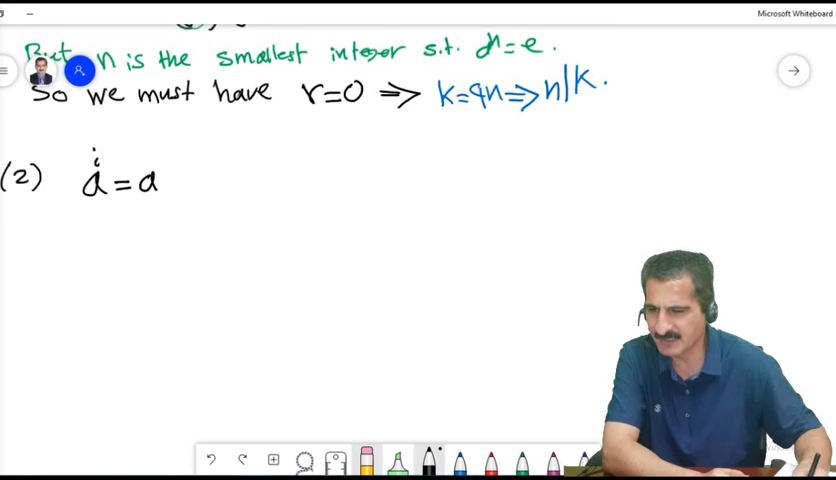 Microsoft Whiteboard
But n is the smallest integer s.t. aⁿ=e.
So we must have r=0 ⇒ k=qn ⇒ n|k.
(2) aⁱ=a